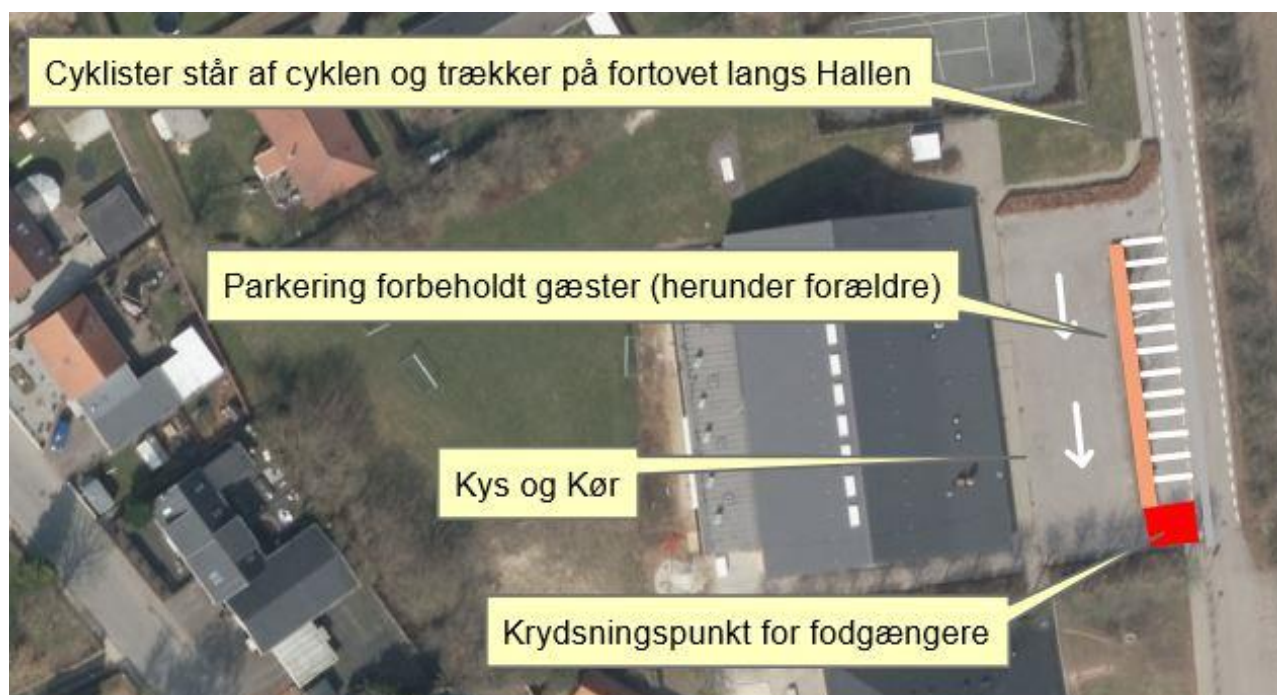 Cyklister står af cyklen og trækker på fortovet langs Hallen
Parkering forbeholdt gæster (herunder forældre)
Kys og Kør
Krydsningspunkt for fodgængere